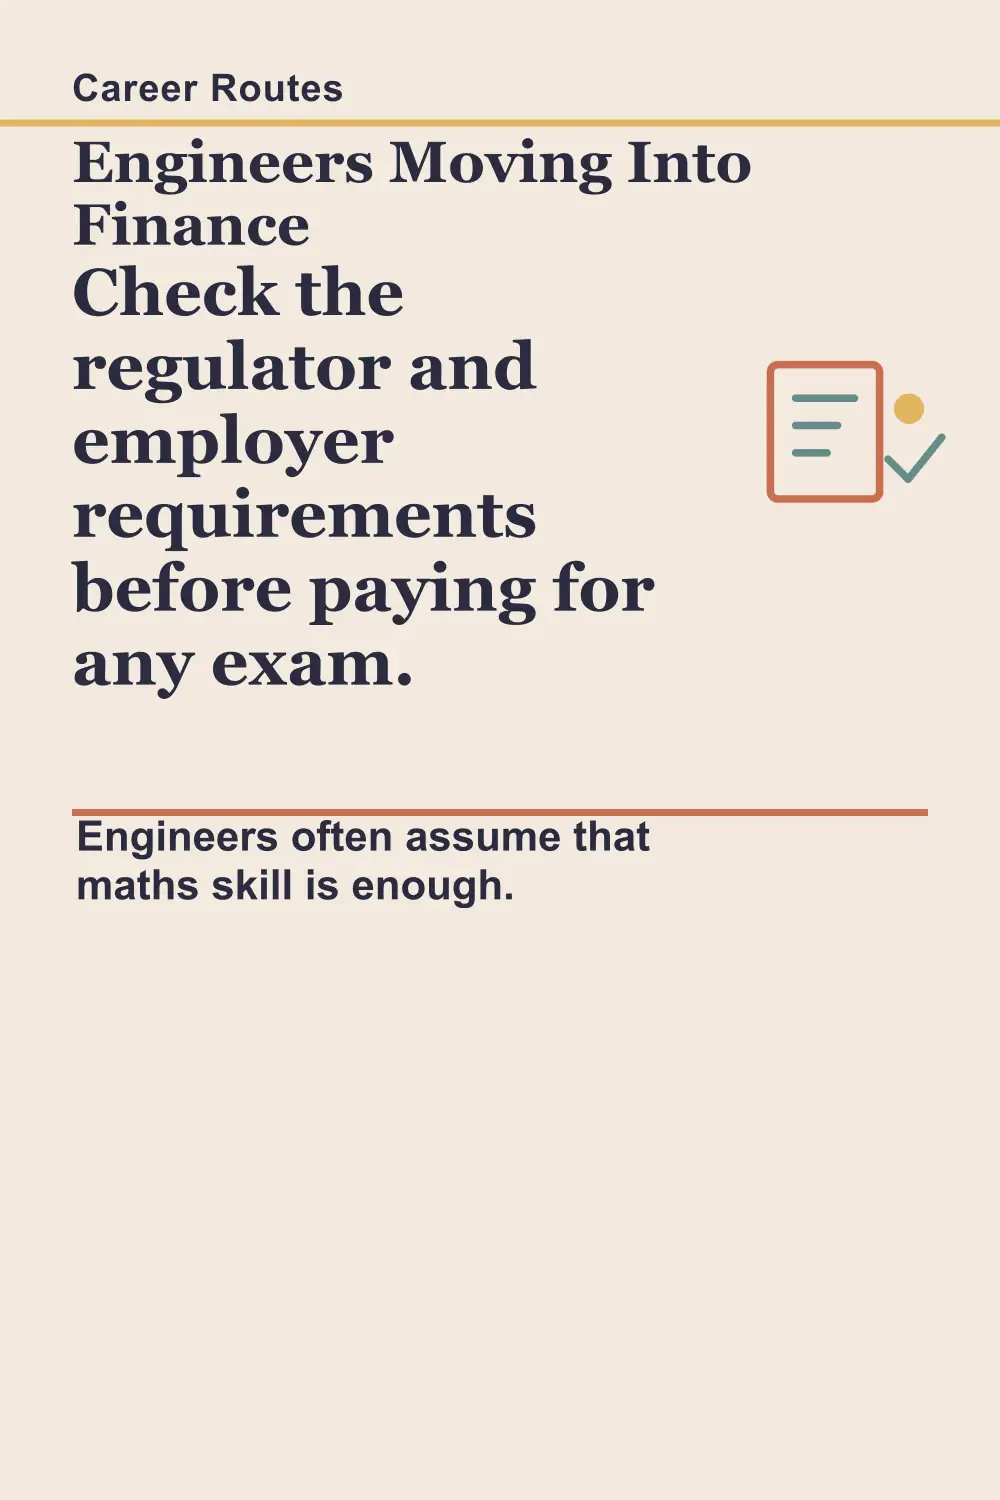 Career Routes
Engineers Moving Into
Finance
Check the
regulator and
employer
requirements
before paying for
any exam.
Engineers often assume that
maths skill is enough.